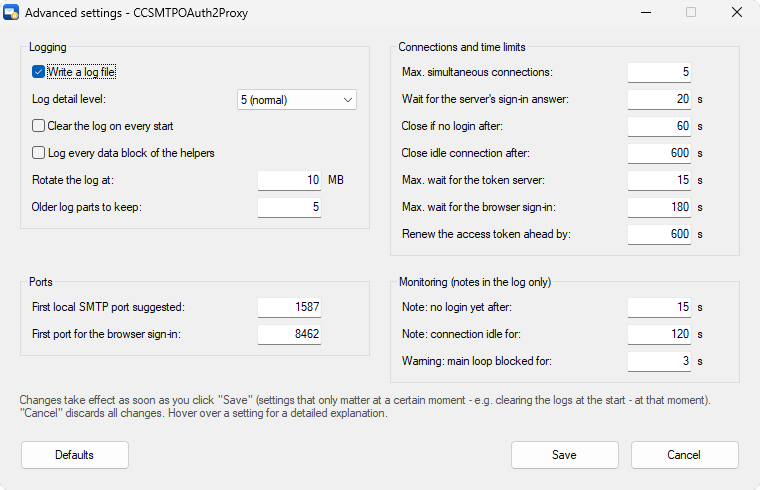 Advanced settings - CCSMTPOAuth2Proxy
Logging
Write a log file
Log detail level: 5 (normal)
Clear the log on every start
Log every data block of the helpers
Rotate the log at: 10 MB
Older log parts to keep: 5
Connections and time limits
Max. simultaneous connections: 5
Wait for the server's sign-in answer: 20 s
Close if no login after: 60 s
Close idle connection after: 600 s
Max. wait for the token server: 15 s
Max. wait for the browser sign-in: 180 s
Renew the access token ahead by: 600 s
Ports
First local SMTP port suggested: 1587
First port for the browser sign-in: 8462
Monitoring (notes in the log only)
Note: no login yet after: 15 s
Note: connection idle for: 120 s
Warning: main loop blocked for: 3 s
Changes take effect as soon as you click "Save" (settings that only matter at a certain moment - e.g. clearing the logs at the start - at that moment).
"Cancel" discards all changes. Hover over a setting for a detailed explanation.
Defaults
Save
Cancel